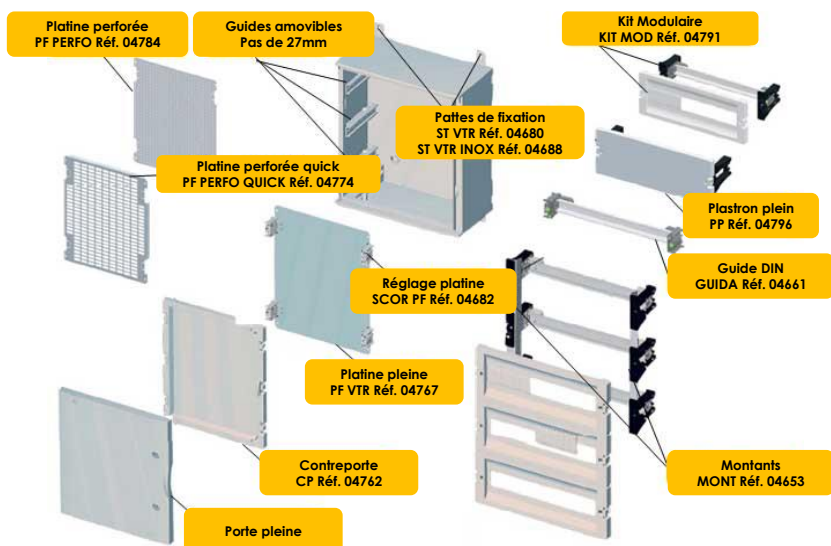 Platine perforée
PF PERFO Réf. 04784
Guides amovibles
Pas de 27mm
Kit Modulaire
KIT MOD Réf. 04791
Pattes de fixation
ST VTR Réf. 04680
ST VTR INOX Réf. 04688
Platine perforée quick
PF PERFO QUICK Réf. 04774
Plastron plein
PP Réf. 04796
Guide DIN
GUIDA Réf. 04661
Réglage platine
SCOR PF Réf. 04682
Platine pleine
PF VTR Réf. 04767
Contreporte
CP Réf. 04762
Montants
MONT Réf. 04653
Porte pleine